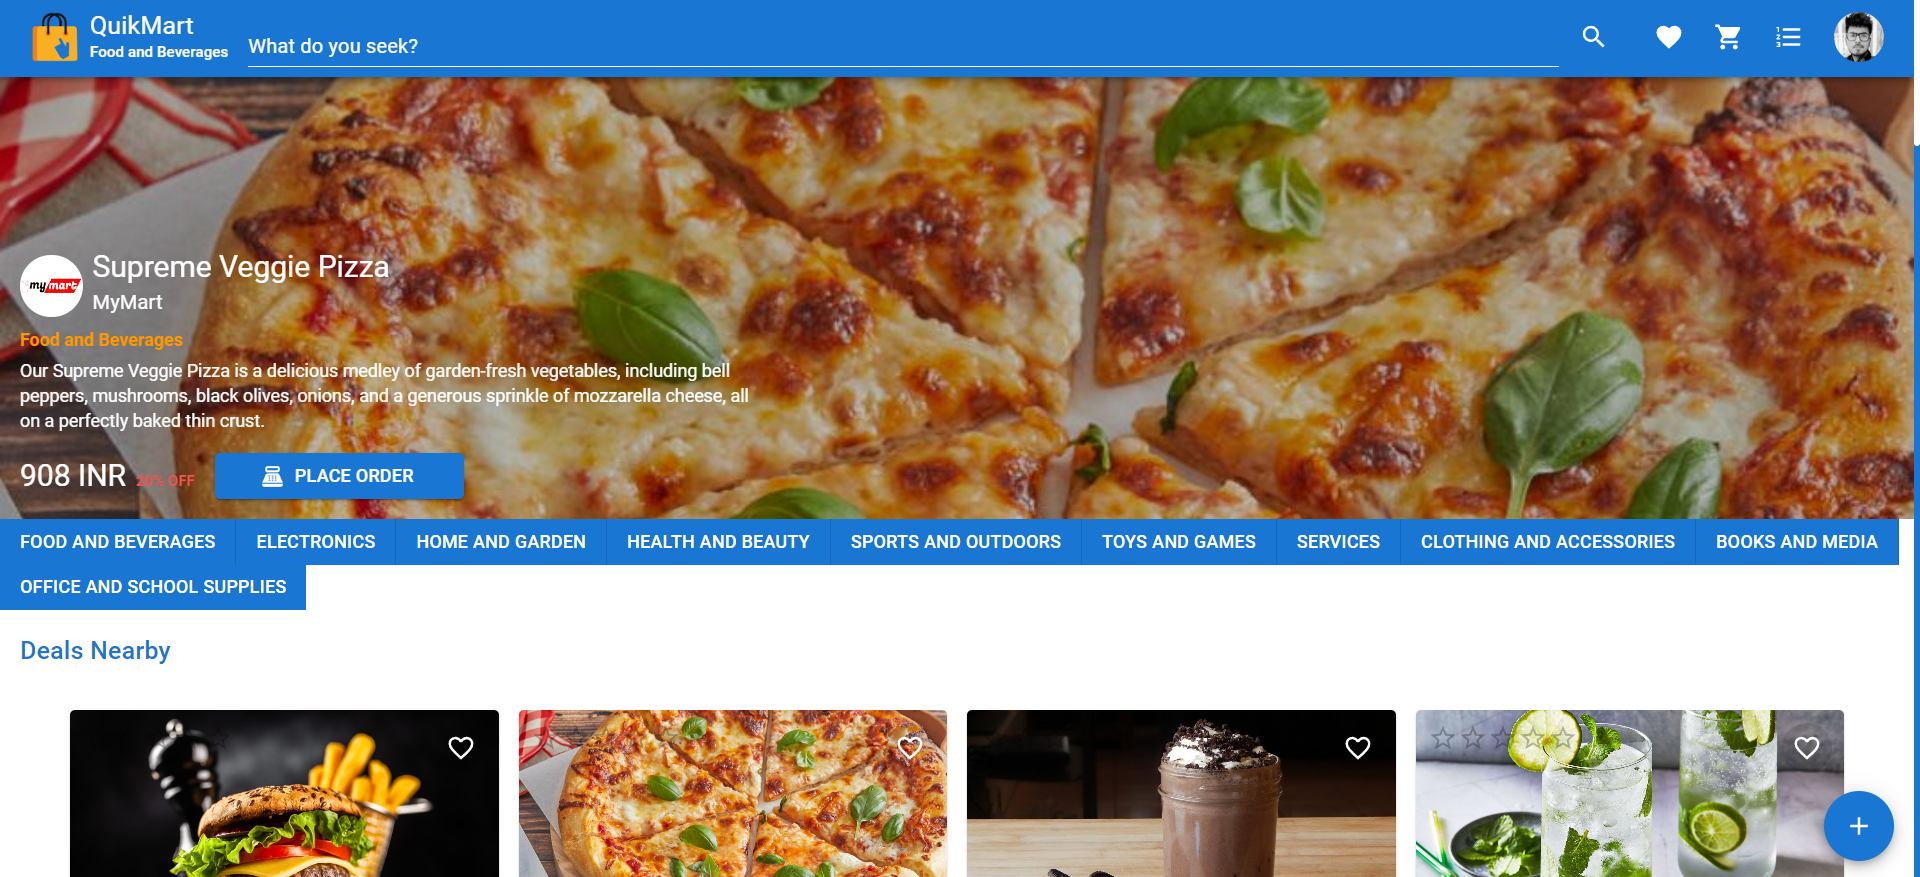 QuikMart
Food and Beverages
What do you seek?
Supreme Veggie Pizza
my mart
MyMart
Food and Beverages
Our Supreme Veggie Pizza is a delicious medley of garden-fresh vegetables, including bell
peppers, mushrooms, black olives, onions, and a generous sprinkle of mozzarella cheese, all
on a perfectly baked thin crust.
908 INR 20% OFF PLACE ORDER
FOOD AND BEVERAGES ELECTRONICS HOME AND GARDEN HEALTH AND BEAUTY SPORTS AND OUTDOORS TOYS AND GAMES SERVICES CLOTHING AND ACCESSORIES BOOKS AND MEDIA
OFFICE AND SCHOOL SUPPLIES
Deals Nearby